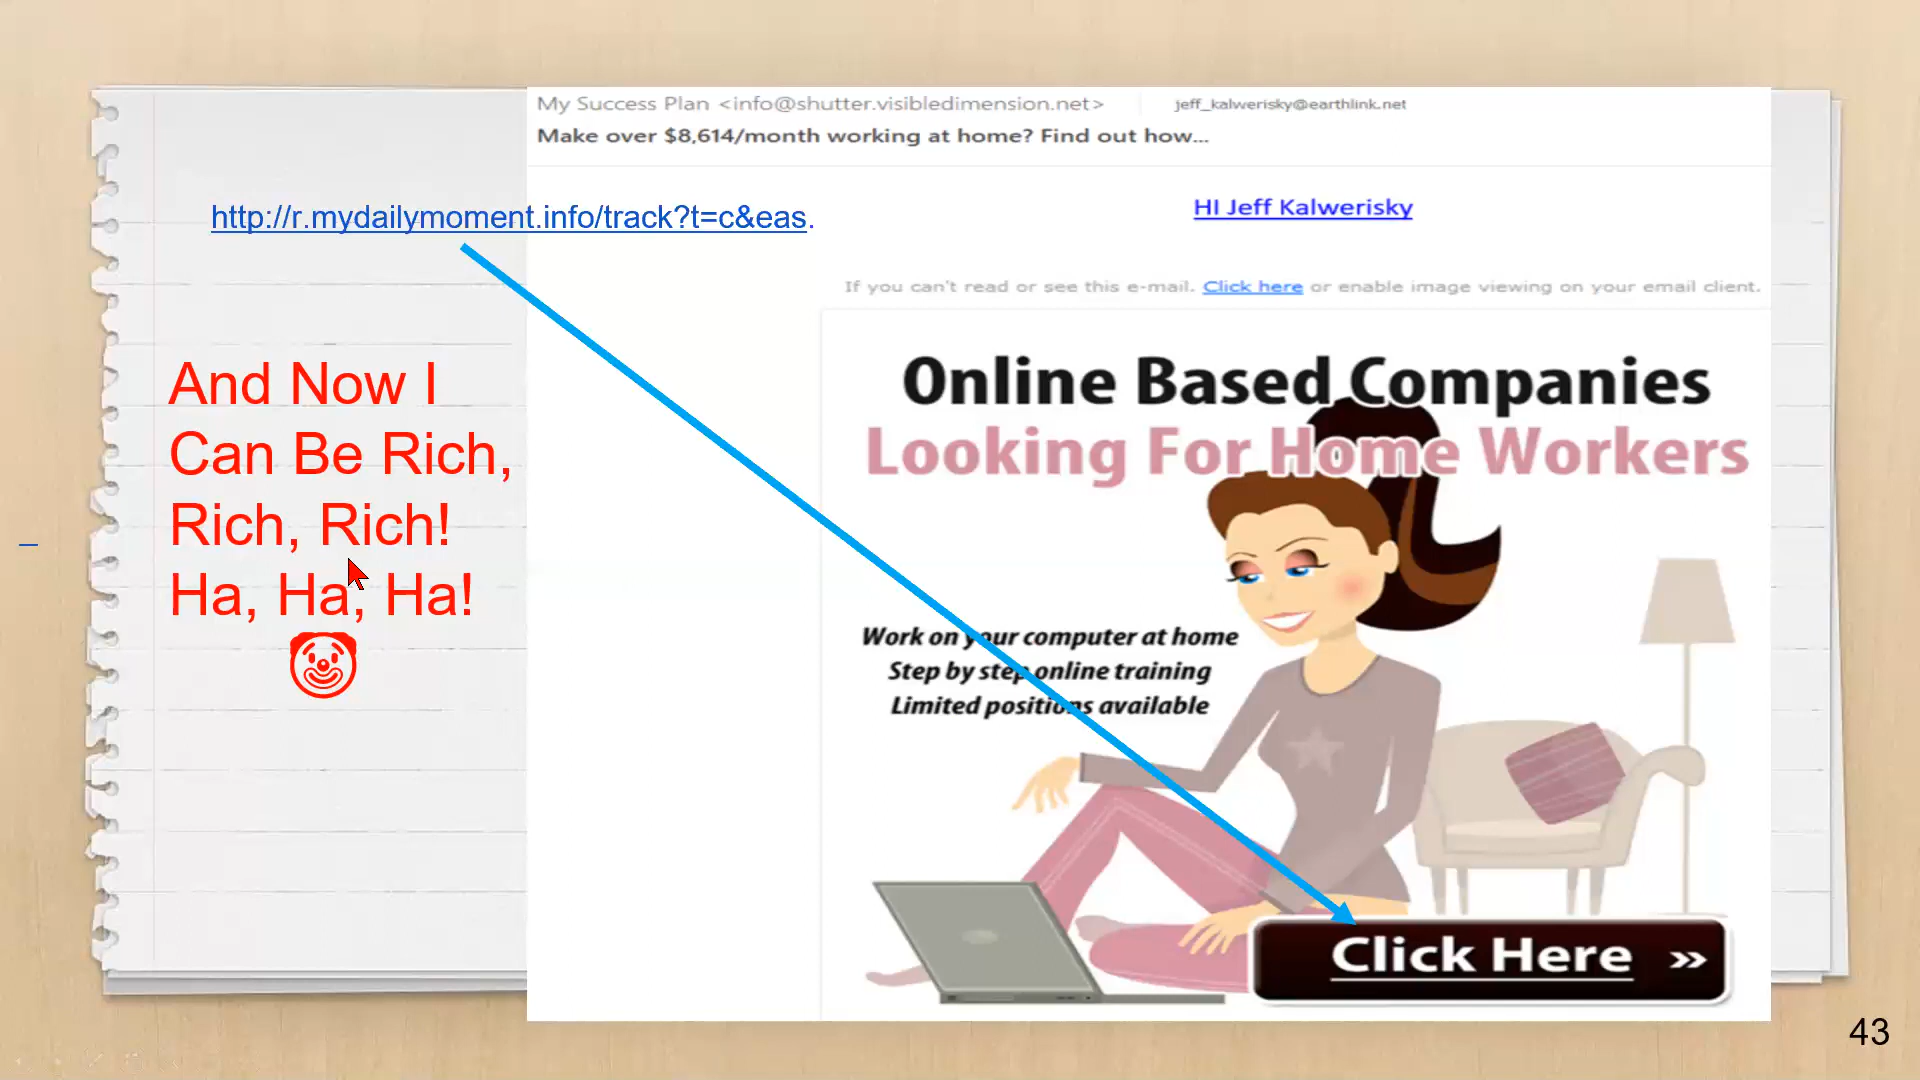 My Success Plan <info@shutter.visibledimension.net> jeff_kalwerisky@earthlink.net
Make over $8,614/month working at home? Find out how...
http://r.mydailymoment.info/track?t=c&eas.
HI Jeff Kalwerisky
If you can't read or see this e-mail. Click here or enable image viewing on your email client.
And Now I
Can Be Rich,
Rich, Rich!
Ha, Ha, Ha!
Online Based Companies
Looking For Home Workers
Work on your computer at home
Step by step online training
Limited positions available
Click Here »
43